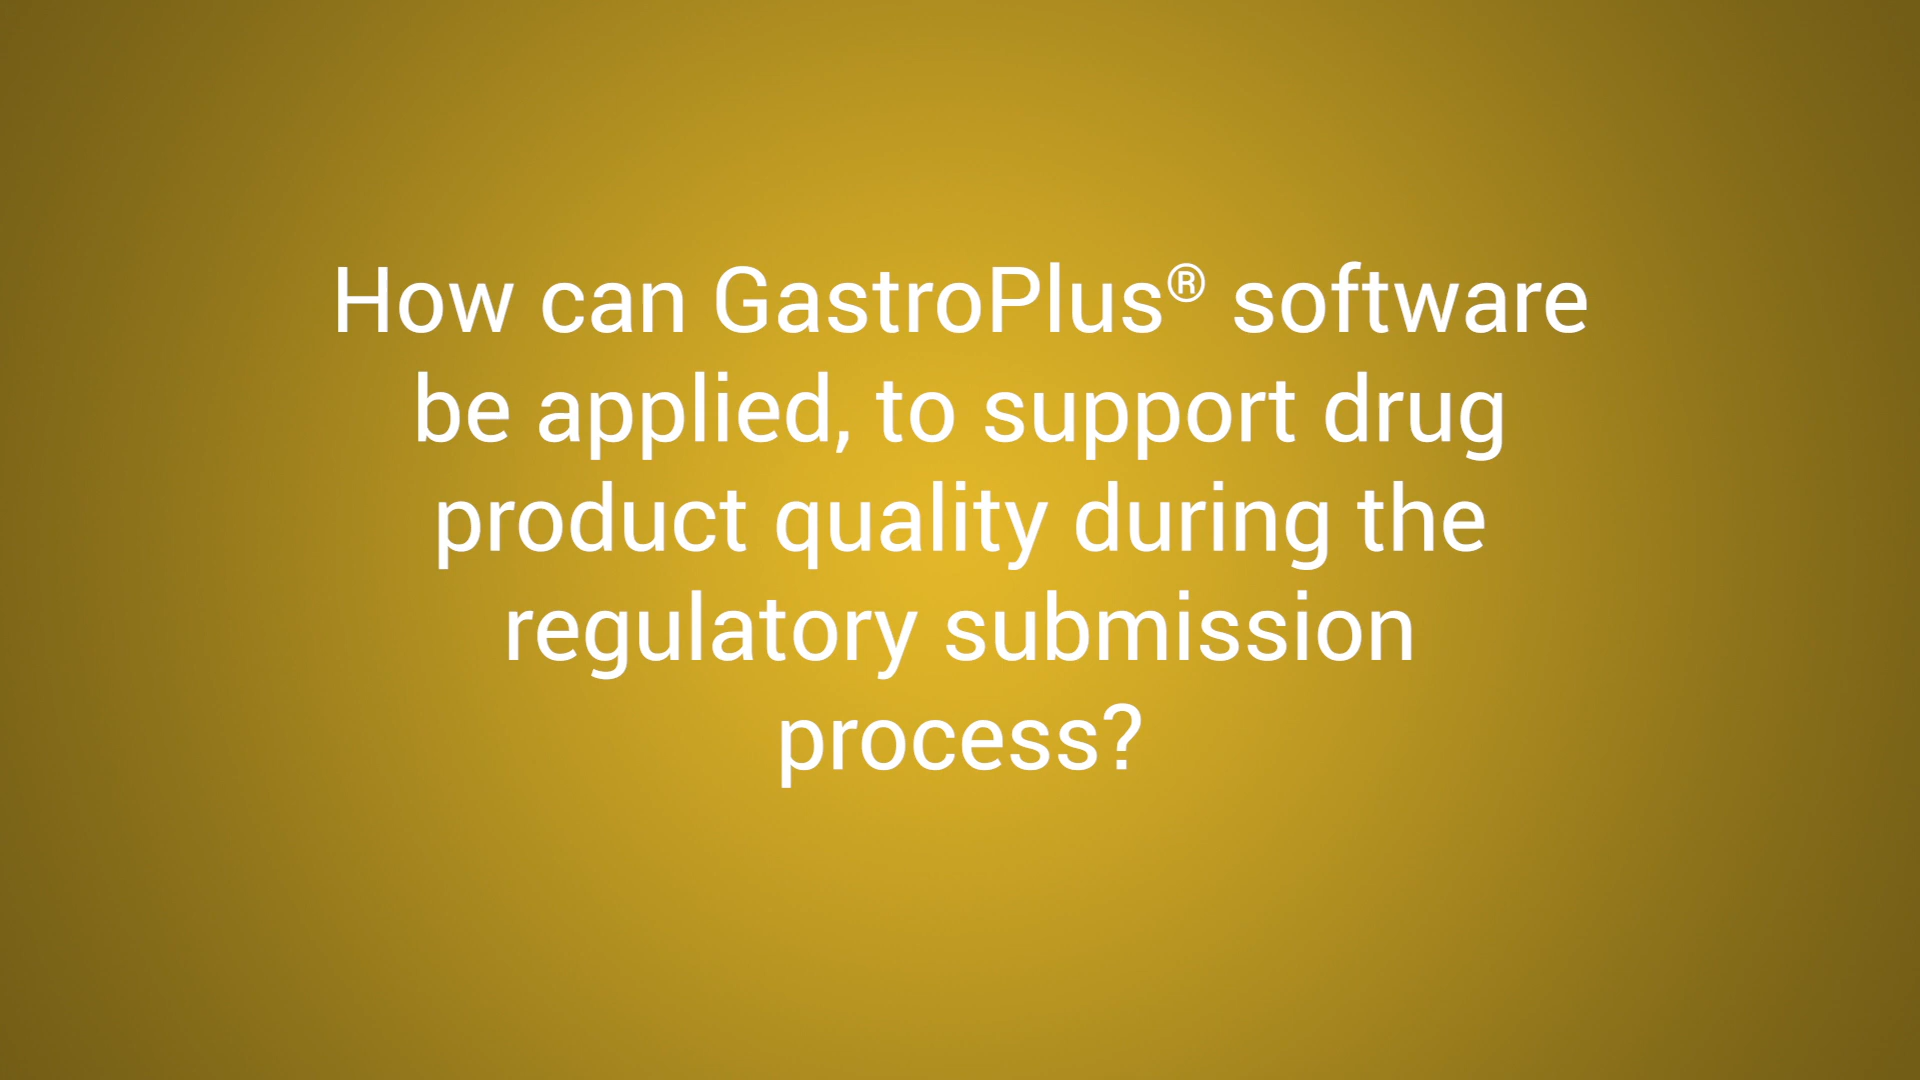 How can GastroPlus® software
be applied, to support drug
product quality during the
regulatory submission
process?